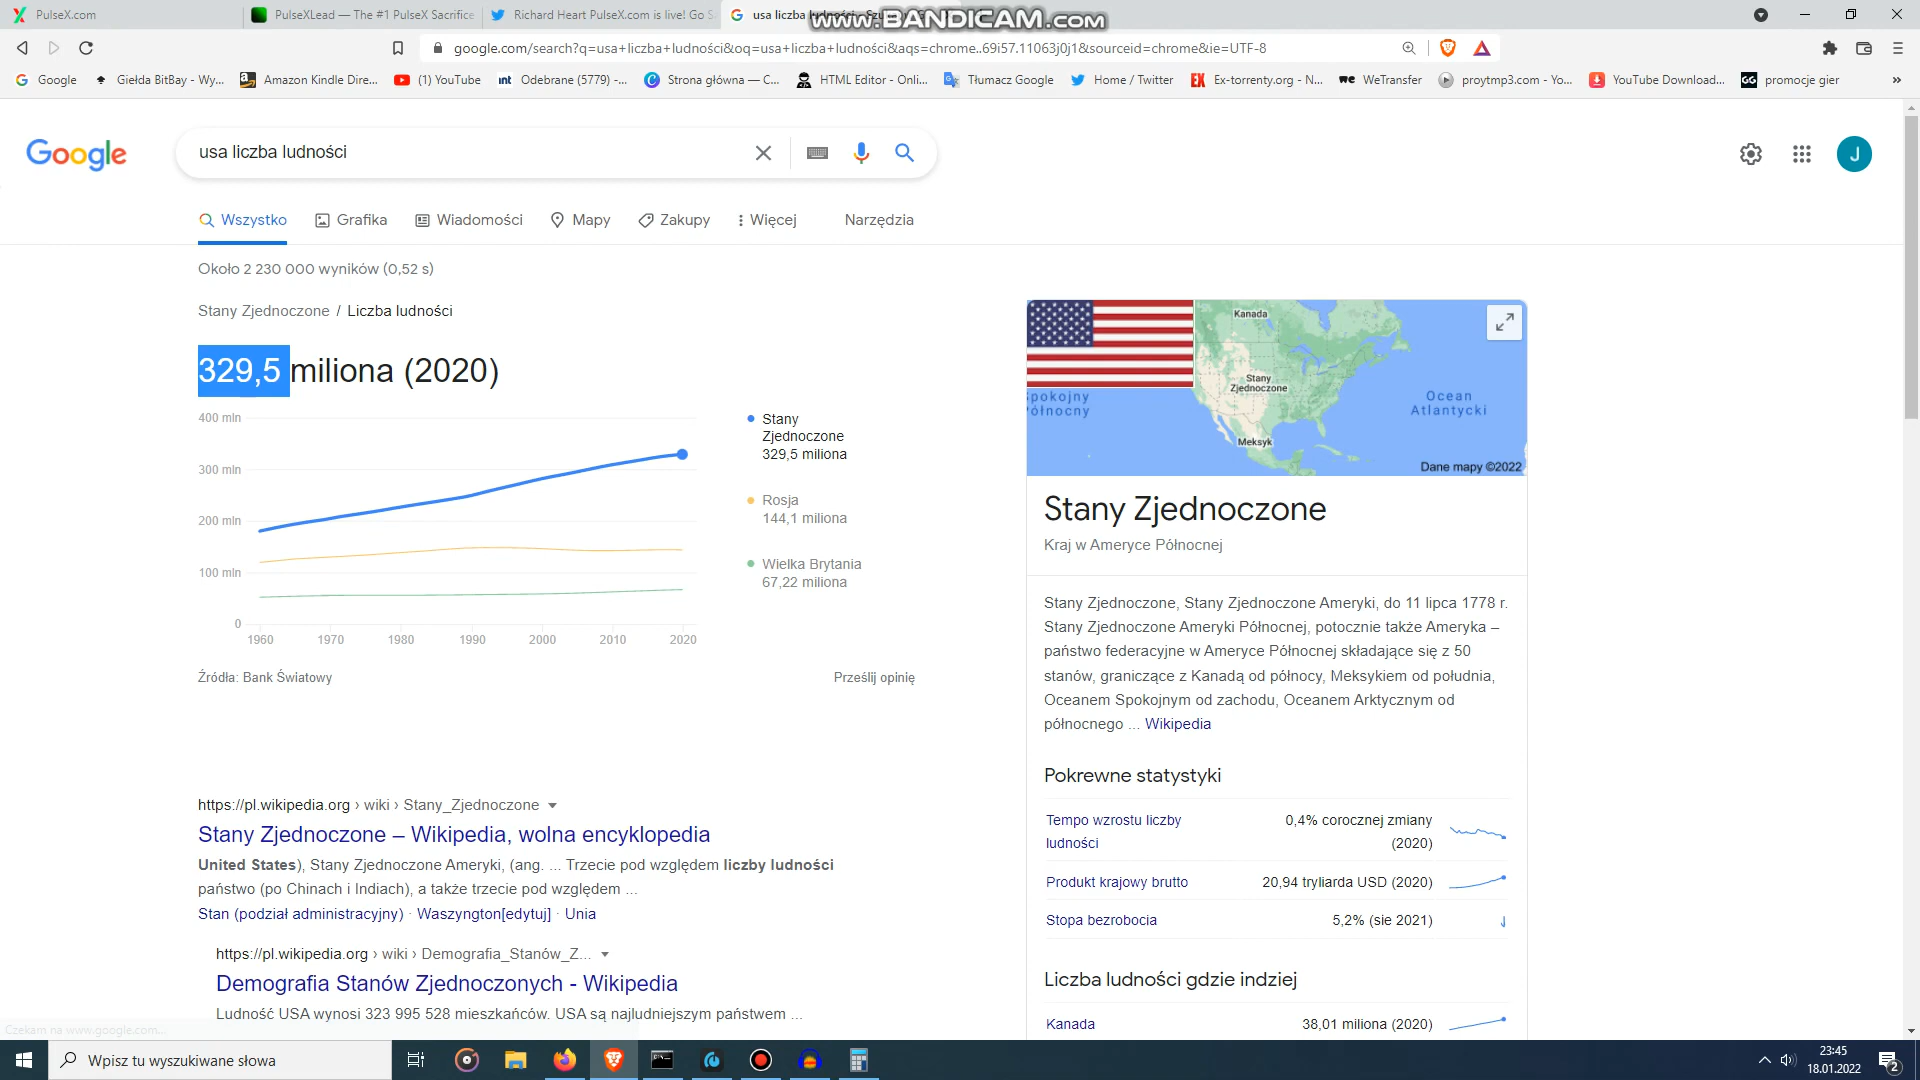 PulseX.com
PulseXLead — The #1 PulseX Sacrifice
Richard Heart PulseX.com is live! Go S
usa liczba ludności
www.BANDICAM.com
google.com/search?q=usa+liczba+ludności&oq=usa+liczba+ludności&aqs=chrome..69i57.11063j0j1&sourceid=chrome&ie=UTF-8
Google
Giełda BitBay - Wy...
Amazon Kindle Dire...
(1) YouTube
int Odebrane (5779) -...
Strona główna — C...
HTML Editor - Onli...
Tłumacz Google
Home / Twitter
EX Ex-torrenty.org - N...
we WeTransfer
proytmp3.com - Yo...
YouTube Download...
GG promocje gier
»
Google
usa liczba ludności
J
Wszystko
Grafika
Wiadomości
Mapy
Zakupy
Więcej
Narzędzia
Około 2 230 000 wyników (0,52 s)
Stany Zjednoczone / Liczba ludności
329,5 miliona (2020)
400 mln
300 mln
200 mln
100 mln
0
1960 1970 1980 1990 2000 2010 2020
Stany
Zjednoczone
329,5 miliona
Rosja
144,1 miliona
Wielka Brytania
67,22 miliona
Źródła: Bank Światowy
Prześlij opinię
https://pl.wikipedia.org › wiki › Stany_Zjednoczone
Stany Zjednoczone – Wikipedia, wolna encyklopedia
United States), Stany Zjednoczone Ameryki, (ang. ... Trzecie pod względem liczby ludności
państwo (po Chinach i Indiach), a także trzecie pod względem ...
Stan (podział administracyjny) · Waszyngton[edytuj] · Unia
https://pl.wikipedia.org › wiki › Demografia_Stanów_Z...
Demografia Stanów Zjednoczonych - Wikipedia
Ludność USA wynosi 323 995 528 mieszkańców. USA są najludniejszym państwem ...
Kanada
Stany
Zjednoczone
Meksyk
Spokojny
Północny
Ocean
Atlantycki
Dane mapy ©2022
Stany Zjednoczone
Kraj w Ameryce Północnej
Stany Zjednoczone, Stany Zjednoczone Ameryki, do 11 lipca 1778 r.
Stany Zjednoczone Ameryki Północnej, potocznie także Ameryka –
państwo federacyjne w Ameryce Północnej składające się z 50
stanów, graniczące z Kanadą od północy, Meksykiem od południa,
Oceanem Spokojnym od zachodu, Oceanem Arktycznym od
północnego ... Wikipedia
Pokrewne statystyki
Tempo wzrostu liczby
ludności
0,4% corocznej zmiany
(2020)
Produkt krajowy brutto
20,94 tryliarda USD (2020)
Stopa bezrobocia
5,2% (sie 2021)
Liczba ludności gdzie indziej
Kanada
38,01 miliona (2020)
Czekam na www.google.com...
Wpisz tu wyszukiwane słowa
23:45
18.01.2022
2